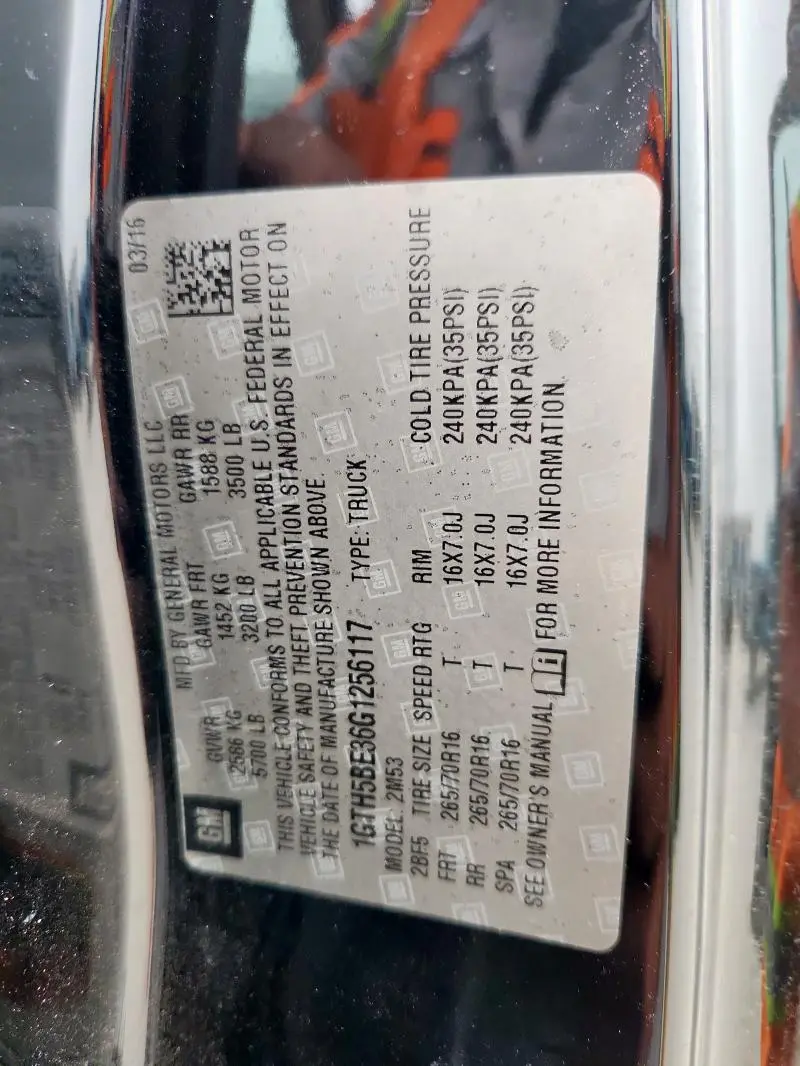 MFD BY GENERAL MOTORS LLC 03/16
GM
GVWR GAWR FRT GAWR RR
2586 KG 1452 KG 1588 KG
5700 LB 3200 LB 3500 LB
THIS VEHICLE CONFORMS TO ALL APPLICABLE U.S. FEDERAL MOTOR
VEHICLE SAFETY AND THEFT PREVENTION STANDARDS IN EFFECT ON
THE DATE OF MANUFACTURE SHOWN ABOVE.
1GTH5BE36G1256117 TYPE: TRUCK
MODEL: 2M53
2BF5 TIRE SIZE SPEED RTG RIM COLD TIRE PRESSURE
FRT 265/70R16 T 16X7.0J 240KPA(35PSI)
RR 265/70R16 T 16X7.0J 240KPA(35PSI)
SPA 265/70R16 T 16X7.0J 240KPA(35PSI)
SEE OWNER'S MANUAL i FOR MORE INFORMATION